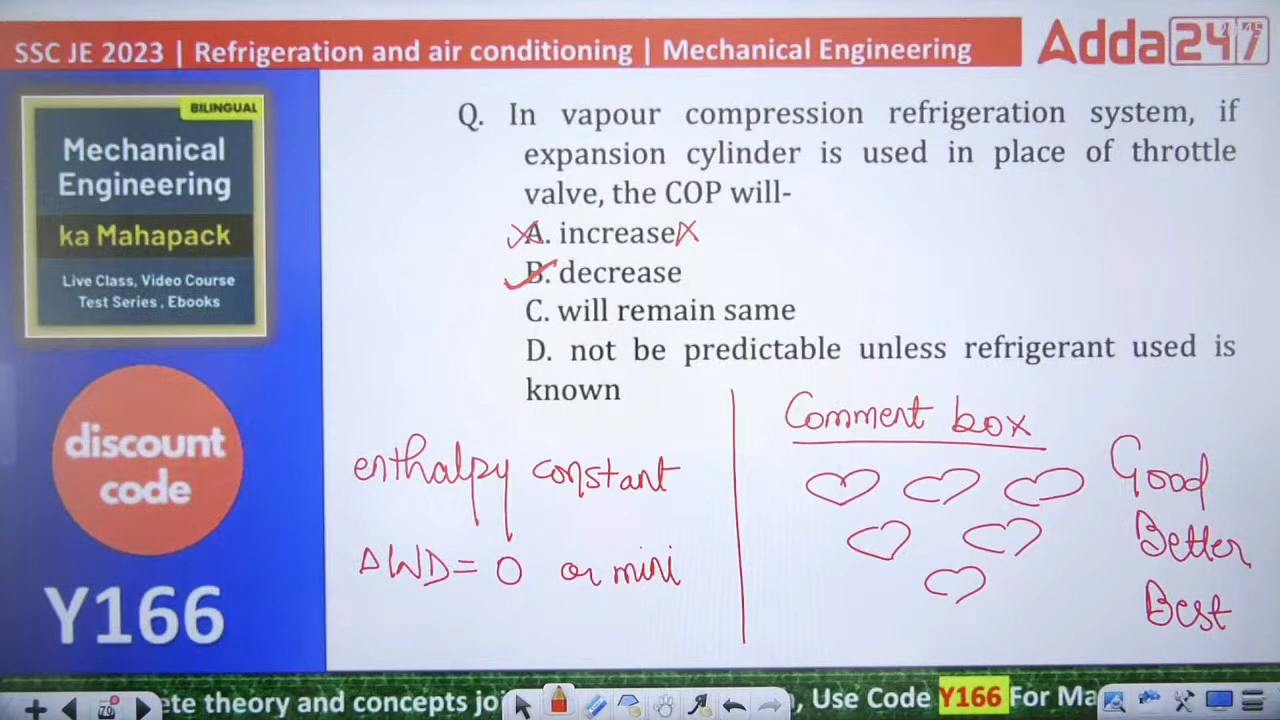 SSC JE 2023 | Refrigeration and air conditioning | Mechanical Engineering
Adda247
BILINGUAL
Mechanical
Engineering
ka Mahapack
Live Class, Video Course
Test Series , Ebooks
discount
code
Y166
Q. In vapour compression refrigeration system, if
expansion cylinder is used in place of throttle
valve, the COP will-
A. increase
B. decrease
C. will remain same
D. not be predictable unless refrigerant used is
known
enthalpy constant
ΔWD = 0 or mini
Comment box
Good
Better
Best
ete theory and concepts joi
, Use Code Y166 For Ma